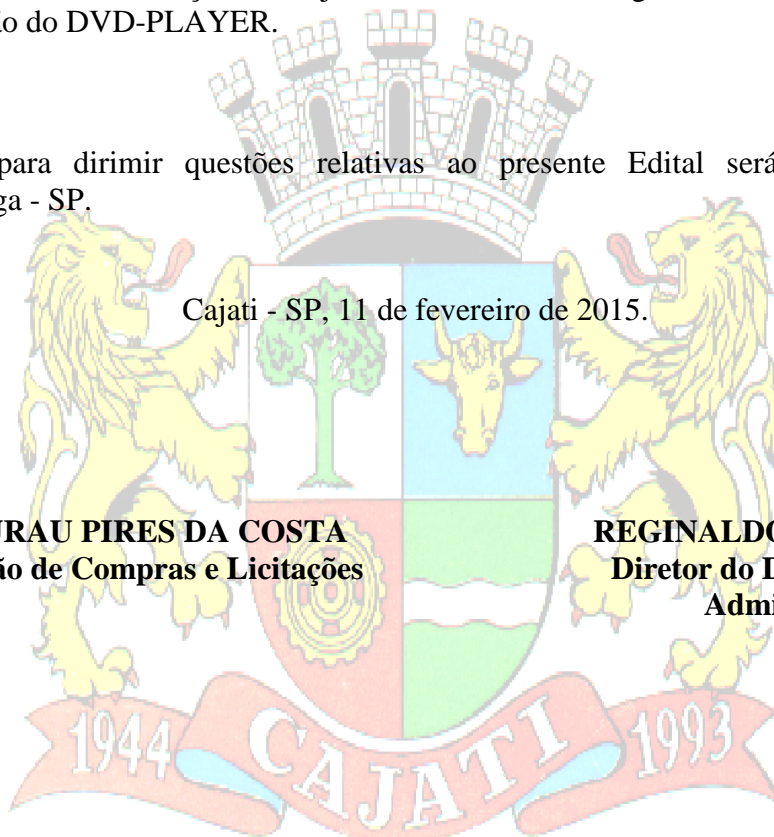 ão do DVD-PLAYER.
para dirimir questões relativas ao presente Edital será
ga - SP.
Cajati - SP, 11 de fevereiro de 2015.
URAU PIRES DA COSTA
ão de Compras e Licitações
REGINALDO
Diretor do D
Admi
1944 CAJATI 1993